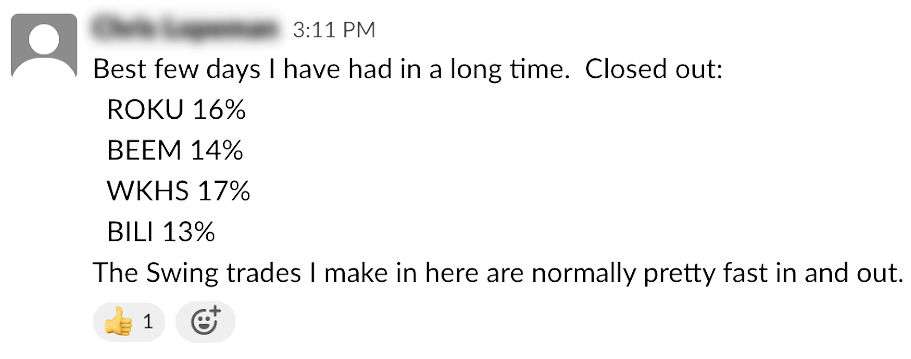 3:11 PM
Best few days I have had in a long time. Closed out:
ROKU 16%
BEEM 14%
WKHS 17%
BILI 13%
The Swing trades I make in here are normally pretty fast in and out.
👍 1